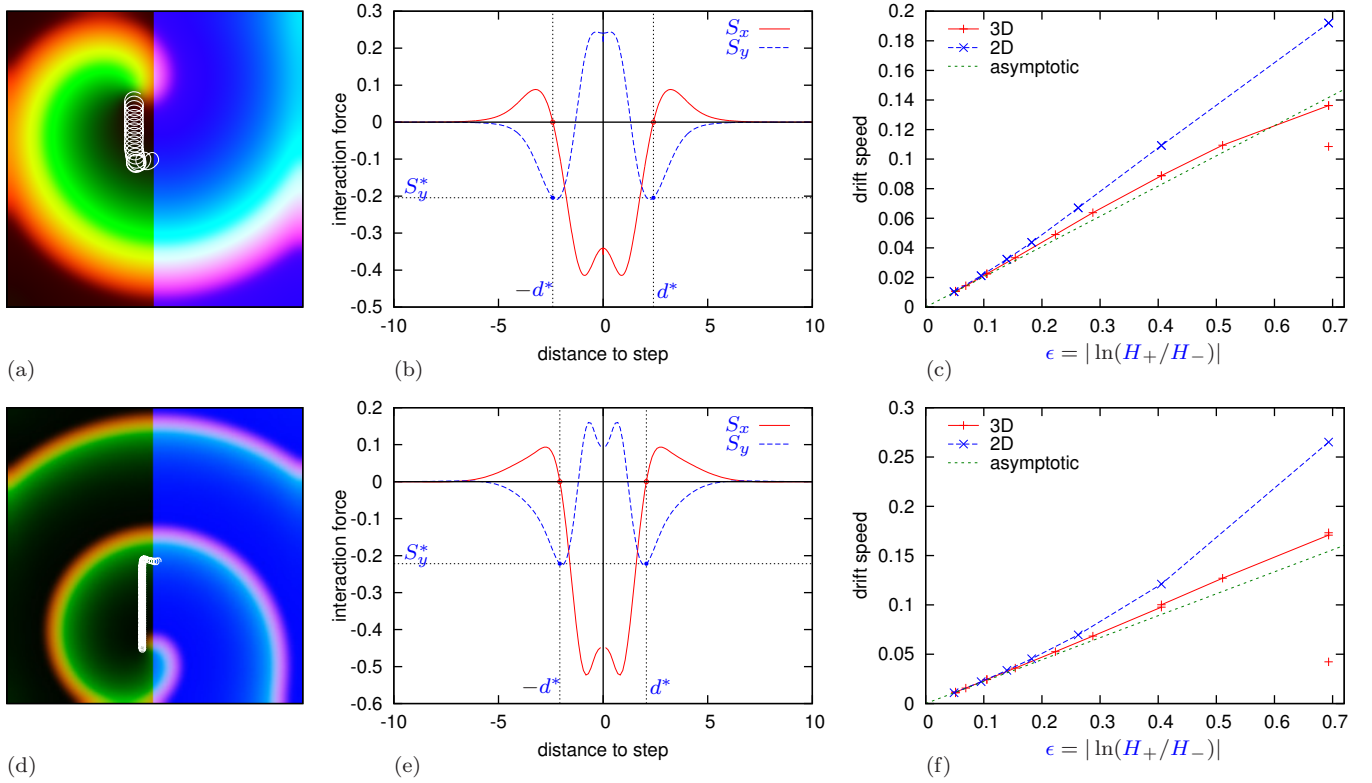 0.3
0.2
0.1
0
-0.1
-0.2
-0.3
-0.4
-0.5
-10
-5
0
5
10
interaction force
distance to step
S_x
S_y
S_y^*
−d^*
d^*
0.2
0.18
0.16
0.14
0.12
0.1
0.08
0.06
0.04
0.02
0
0
0.1
0.2
0.3
0.4
0.5
0.6
0.7
drift speed
3D
2D
asymptotic
ϵ = | ln(H_+/H_−)|
(a)
(b)
(c)
0.2
0.1
0
-0.1
-0.2
-0.3
-0.4
-0.5
-0.6
-10
-5
0
5
10
interaction force
distance to step
S_x
S_y
S_y^*
−d^*
d^*
0.3
0.25
0.2
0.15
0.1
0.05
0
0
0.1
0.2
0.3
0.4
0.5
0.6
0.7
drift speed
3D
2D
asymptotic
ϵ = | ln(H_+/H_−)|
(d)
(e)
(f)